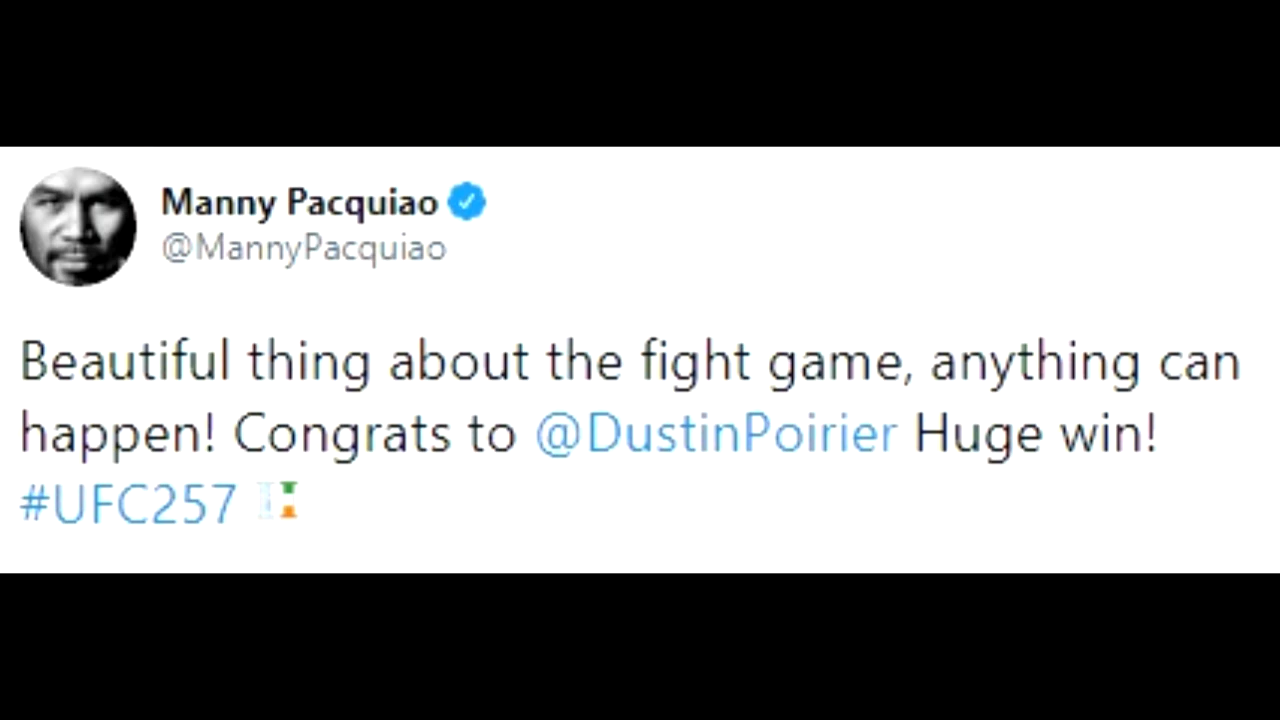 Manny Pacquiao
@MannyPacquiao
Beautiful thing about the fight game, anything can
happen! Congrats to @DustinPoirier Huge win!
#UFC257